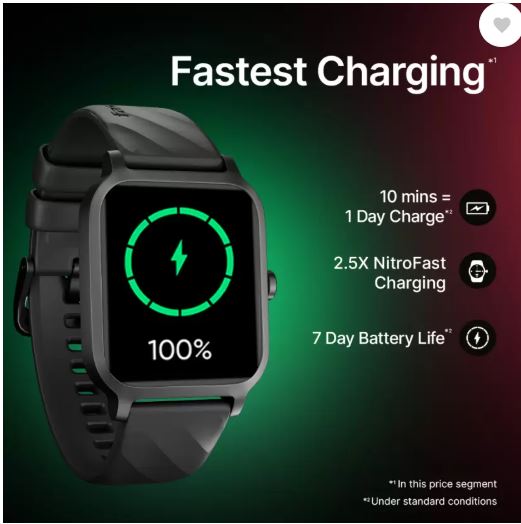 Fastest Charging*1
10 mins =
1 Day Charge*2
2.5X NitroFast
Charging
7 Day Battery Life*2
100%
*1 In this price segment
*2 Under standard conditions